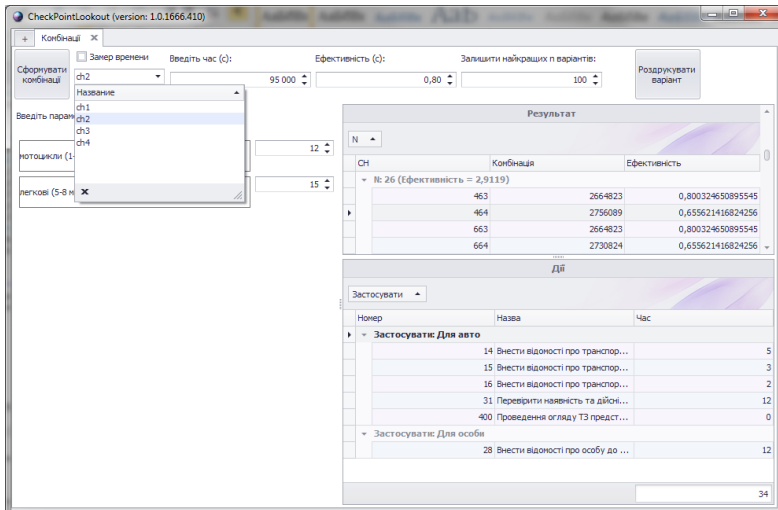 CheckPointLookout (version: 1.0.1666.410)
+ Комбінації ×
Сформувати комбінації
Замер времени
Введіть час (с):
Ефективність (с):
Залишити найкращих n варіантів:
Роздрукувати варіант
ch2
95 000
0,80
100
Название
ch1
ch2
ch3
ch4
Введіть парам
мотоцикли (1-
12
легкові (5-8 м
15
Результат
N
CH Комбінація Ефективність
N: 26 (Ефективність = 2,9119)
463 2664823 0,800324650895545
464 2756089 0,655621416824256
663 2664823 0,800324650895545
664 2730824 0,655621416824256
Дії
Застосувати
Номер Назва Час
Застосувати: Для авто
14 Внести відомості про транспор... 5
15 Внести відомості про транспор... 3
16 Внести відомості про транспор... 2
31 Перевірити наявність та дійсні... 12
400 Проведення огляду ТЗ предст... 0
Застосувати: Для особи
28 Внести відомості про особу до ... 12
34